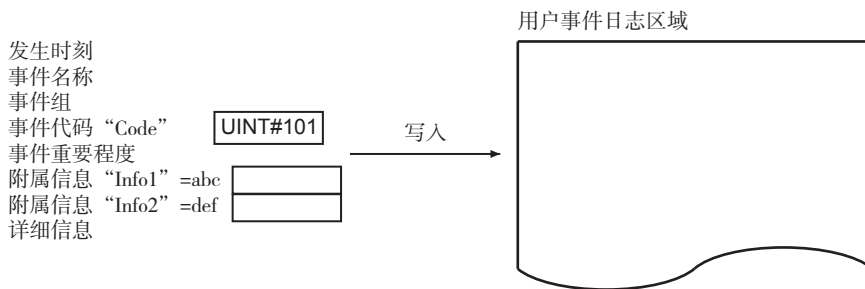 用户事件日志区域
发生时刻
事件名称
事件组
事件代码“Code” UINT#101
事件重要程度
附属信息“Info1”=abc
附属信息“Info2”=def
详细信息
写入